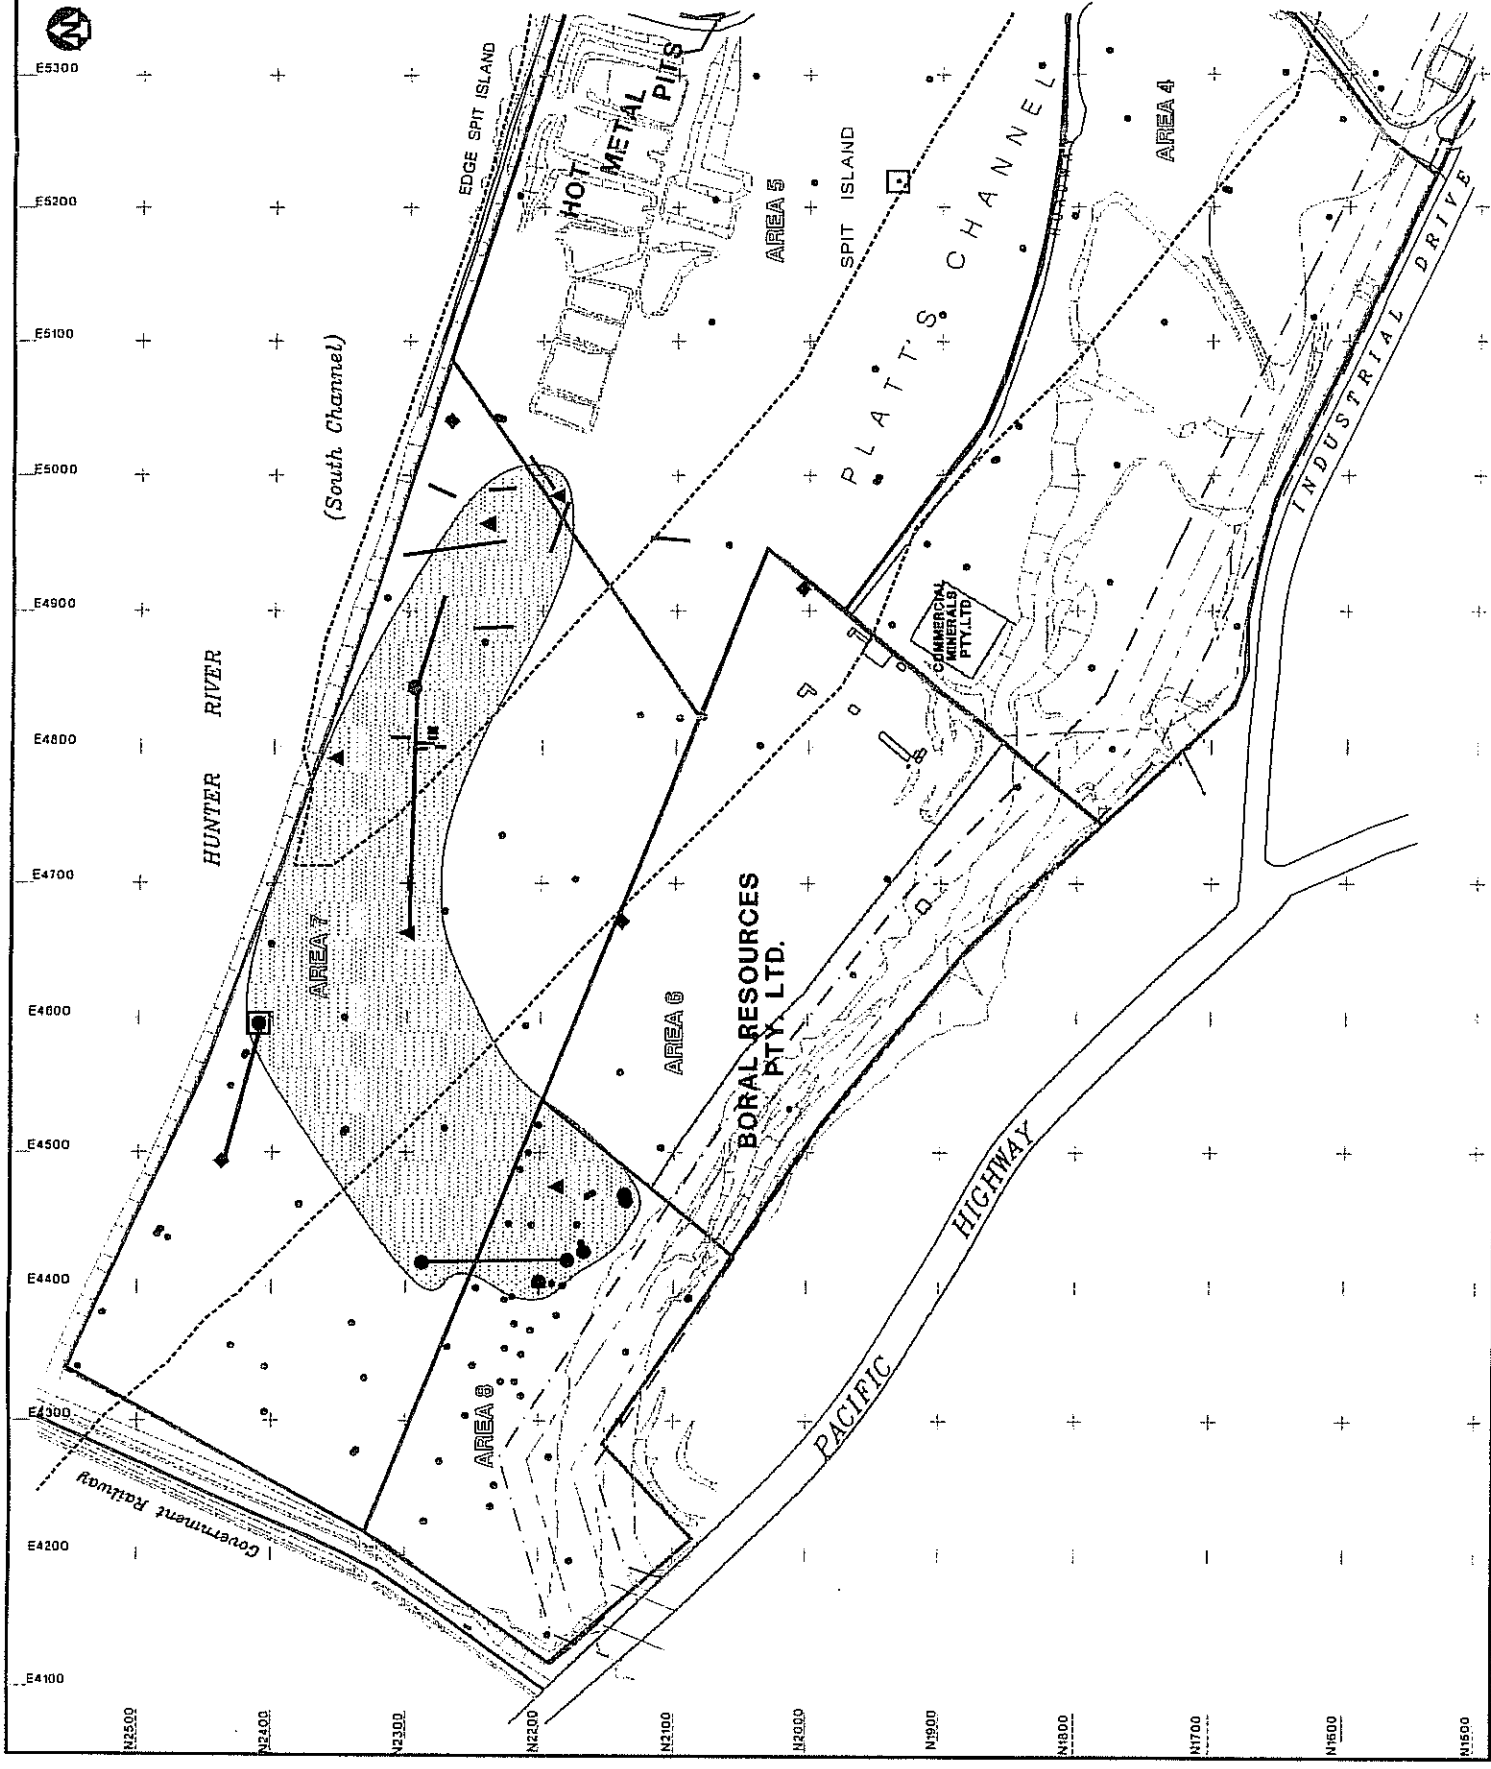 N
E5300
E5200
E5100
E5000
E4900
E4800
E4700
E4600
E4500
E4400
E4300
E4200
E4100
N2500
N2400
N2300
N2200
N2100
N2000
N1900
N1800
N1700
N1600
N1500
EDGE SPIT ISLAND
HOT METAL PITS
(South Channel)
HUNTER RIVER
AREA 5
SPIT ISLAND
PLATT'S CHANNEL
AREA 4
INDUSTRIAL DRIVE
COMMERCIAL
MINERALS
PTY.LTD
AREA 7
AREA 6
BORAL RESOURCES
PTY. LTD.
AREA 8
PACIFIC HIGHWAY
Government Railway